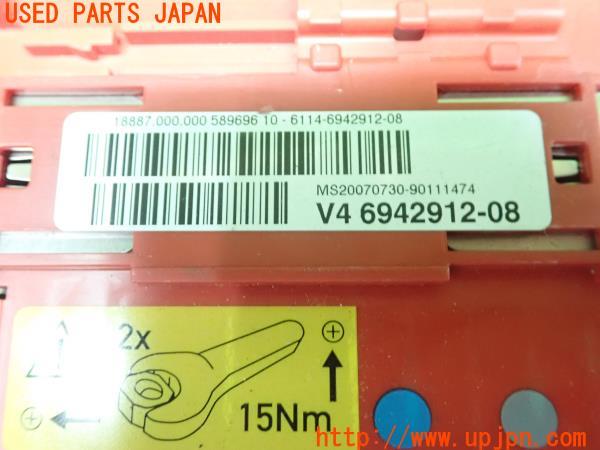 USED PARTS JAPAN
18887.000.000 589696 10 - 6114-6942912-08
MS20070730-90111474
V4 6942912-08
2x
15Nm
http://www.upjpn.com